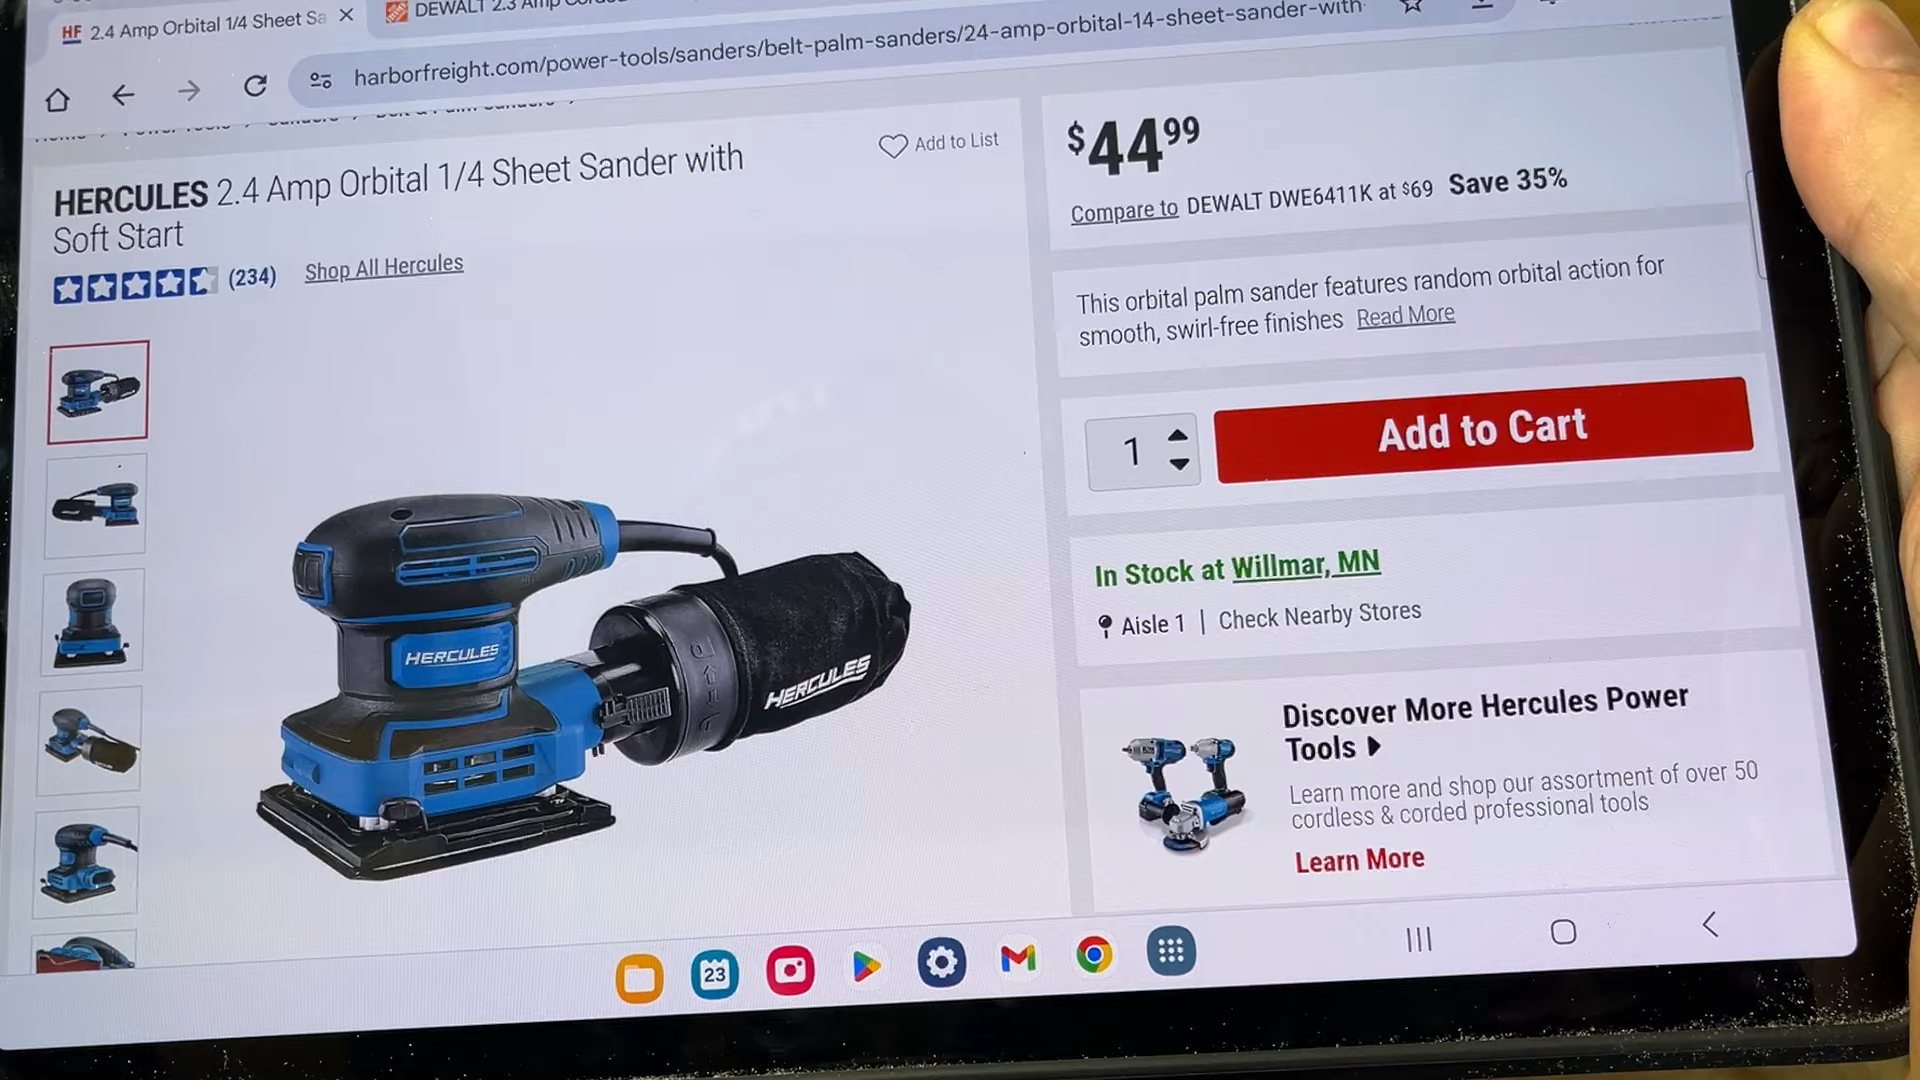 HF 2.4 Amp Orbital 1/4 Sheet Sa
DEWALT 2.3 Amp
harborfreight.com/power-tools/sanders/belt-palm-sanders/24-amp-orbital-14-sheet-sander-with
HERCULES 2.4 Amp Orbital 1/4 Sheet Sander with
Soft Start
(234)
Shop All Hercules
Add to List
HERCULES
HERCULES
$44 99
Compare to DEWALT DWE6411K at $69 Save 35%
This orbital palm sander features random orbital action for
smooth, swirl-free finishes Read More
1
Add to Cart
In Stock at Willmar, MN
Aisle 1 | Check Nearby Stores
Discover More Hercules Power
Tools
Learn more and shop our assortment of over 50
cordless & corded professional tools
Learn More
23